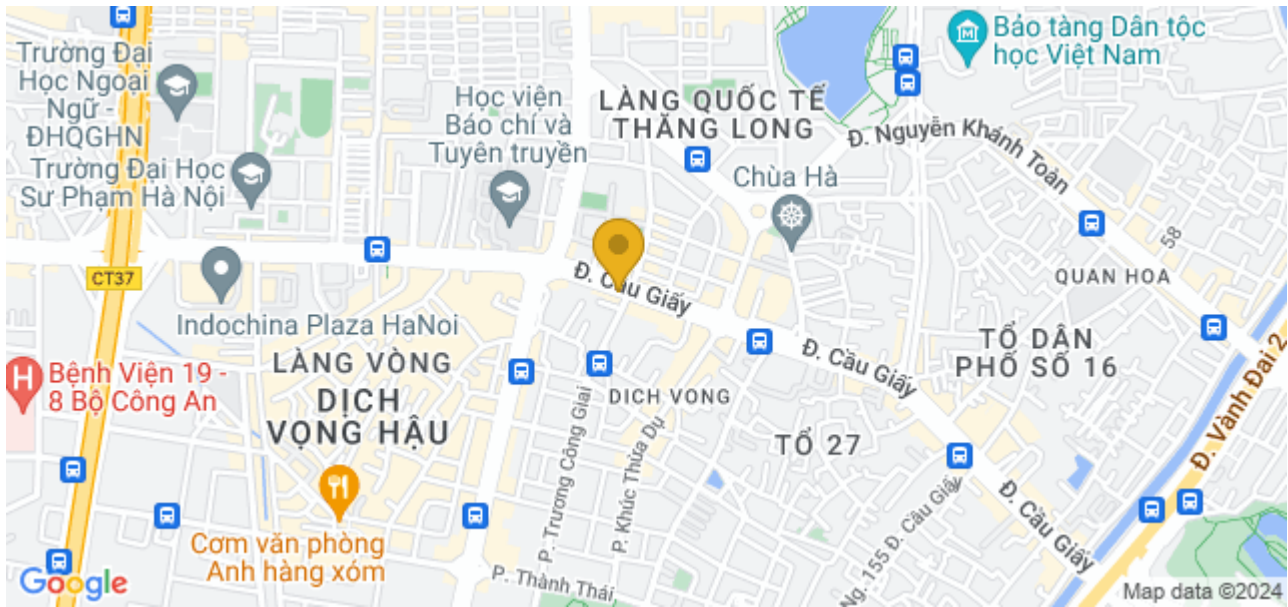 Trường Đại
Học Ngoại
Ngữ -
ĐHQGHN
Trường Đại Học
Sư Phạm Hà Nội
Học viện
Báo chí và
Tuyên truyền
LÀNG QUỐC TẾ
THĂNG LONG
Bảo tàng Dân tộc
học Việt Nam
Đ. Nguyễn Khánh Toàn
Chùa Hà
58
QUAN HOA
CT37
Indochina Plaza HaNoi
Đ. Cầu Giấy
Đ. Cầu Giấy
TỔ DÂN
PHỐ SỐ 16
LÀNG VÒNG
DỊCH
VỌNG HẬU
Bệnh Viện 19 -
8 Bộ Công An
DICH VONG
TỔ 27
P. Trương Công Giai
P. Khúc Thừa Dụ
Đ. Vành Đai 2
Cơm văn phòng
Anh hàng xóm
P. Thành Thái
Ng. 155 Đ. Cầu Giấy
Đ. Cầu Giấy
Google
Map data ©2024